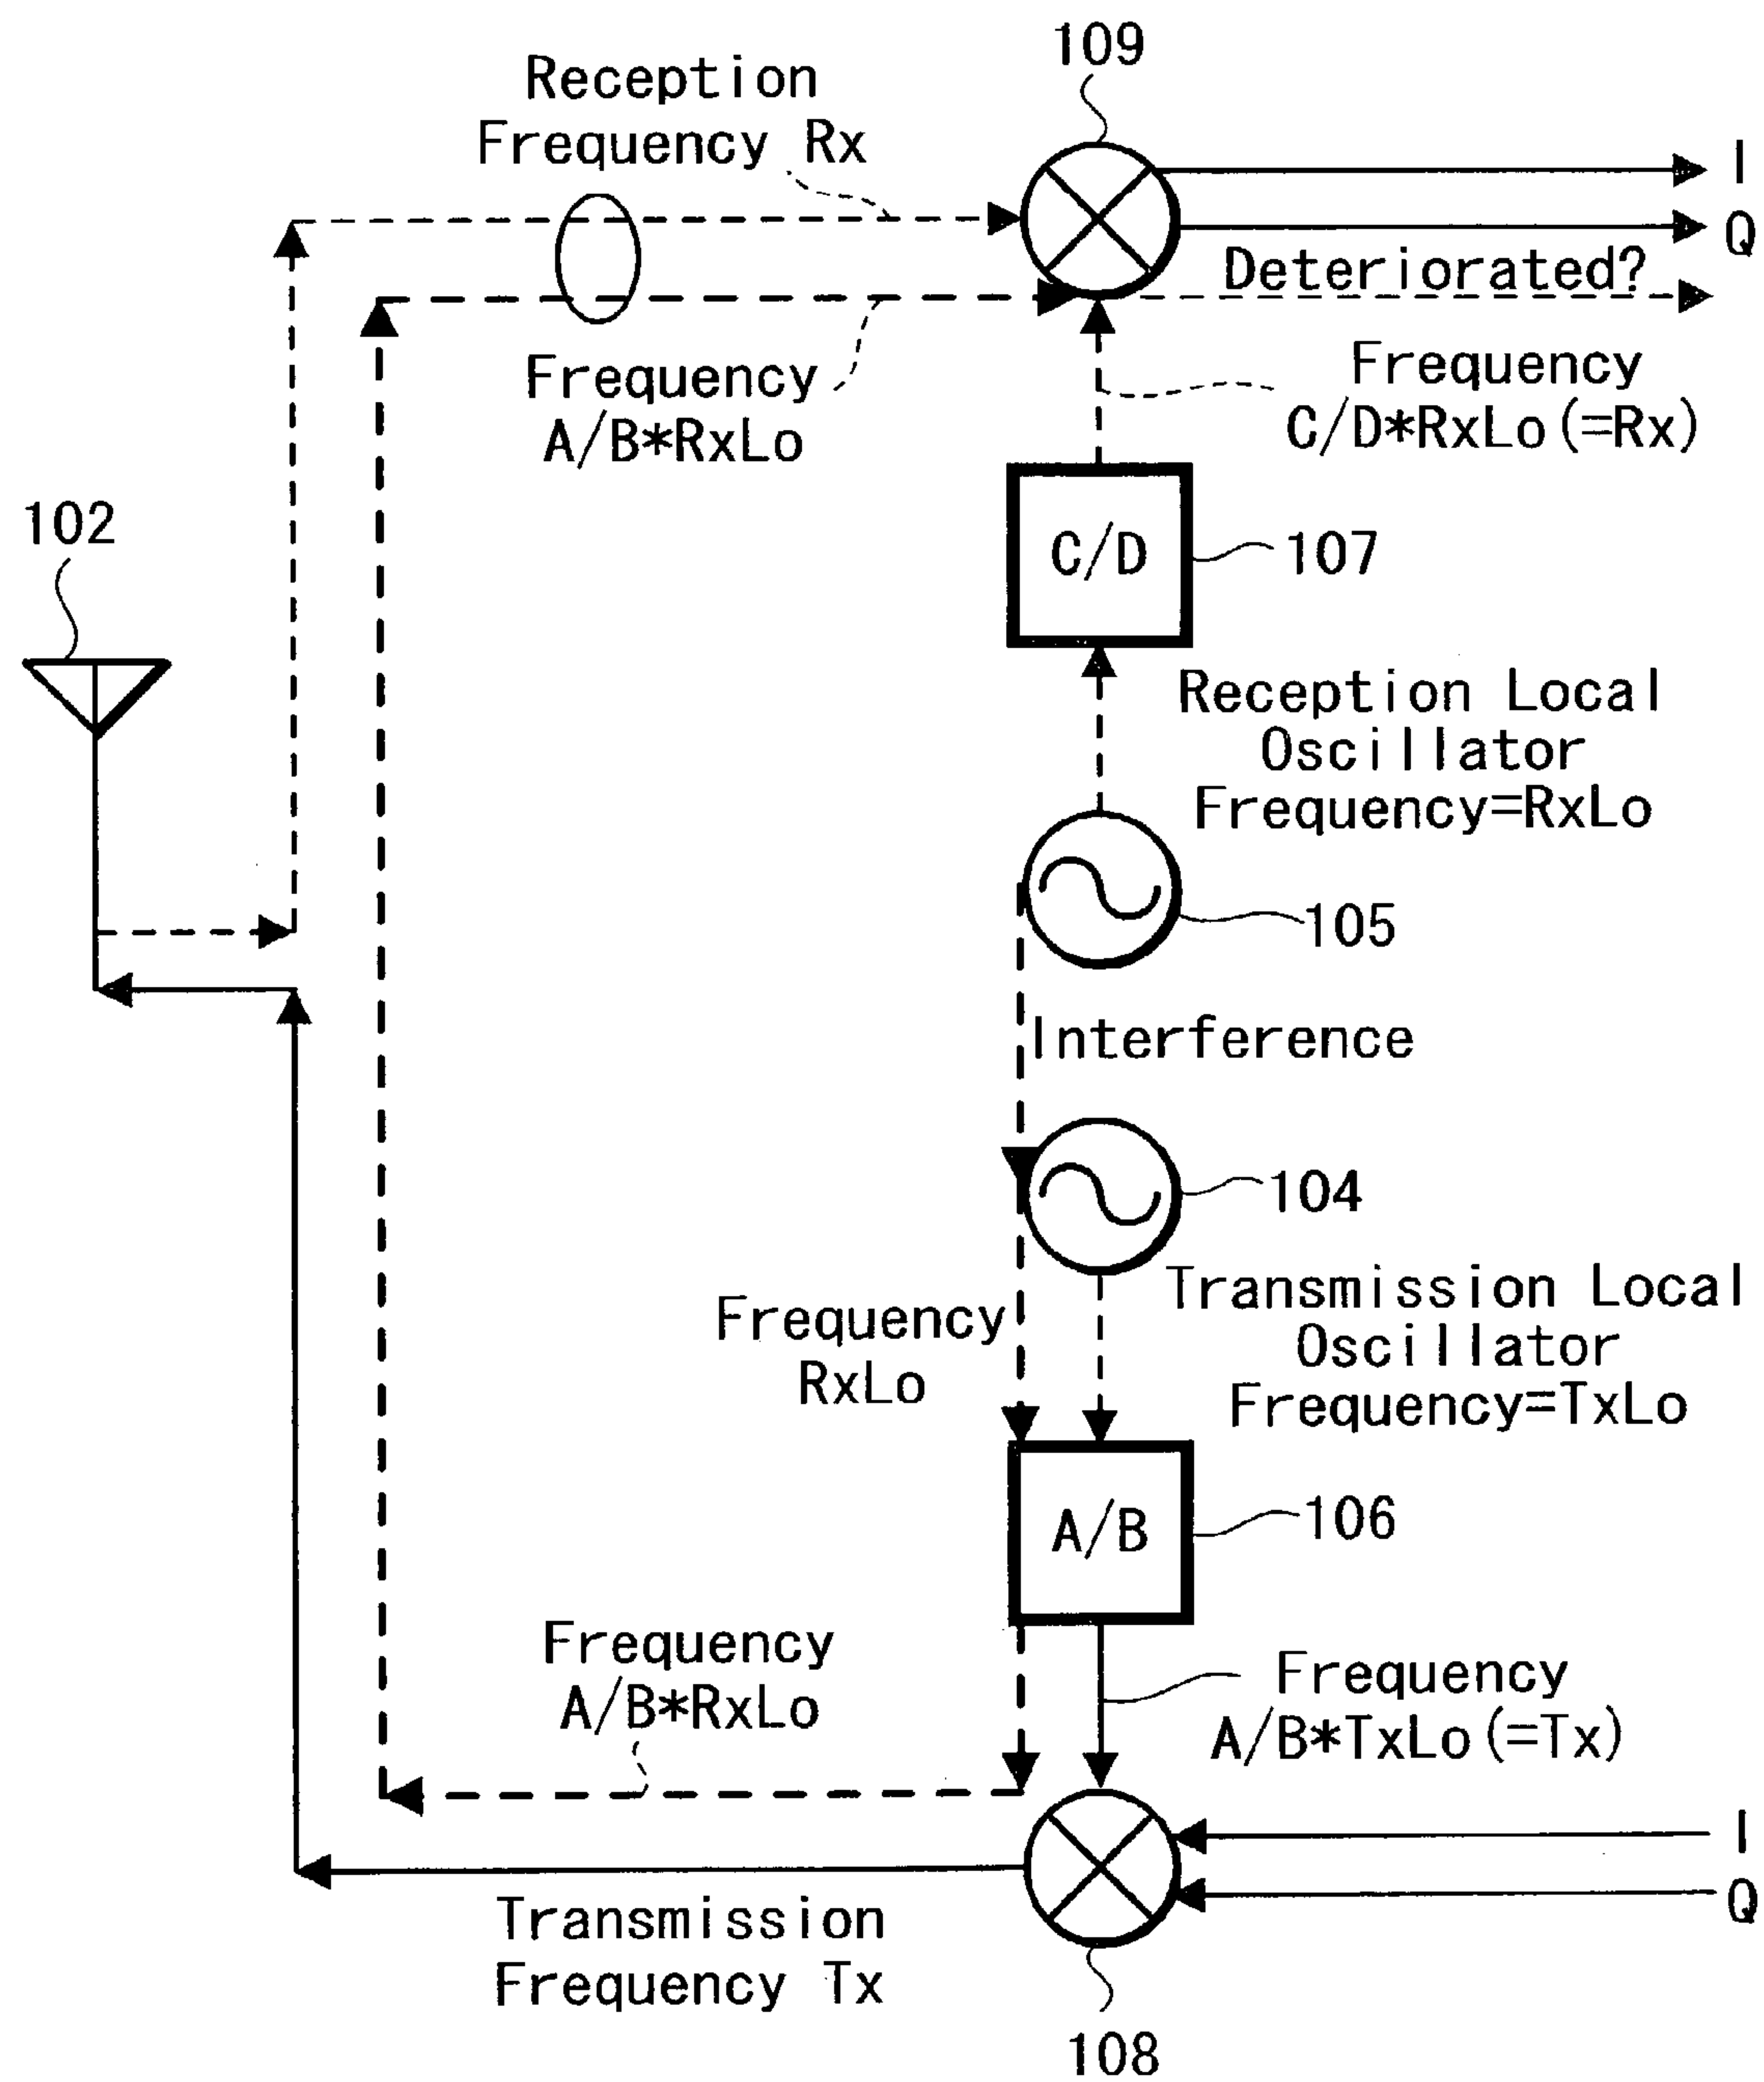 109
Reception
Frequency Rx
I
Q
Deteriorated?
Frequency
A/B*RxLo
Frequency
C/D*RxLo(=Rx)
102
C/D
107
Reception Local
Oscillator
Frequency=RxLo
105
Interference
104
Frequency
RxLo
Transmission Local
Oscillator
Frequency=TxLo
A/B
106
Frequency
A/B*RxLo
Frequency
A/B*TxLo(=Tx)
I
Q
Transmission
Frequency Tx
108